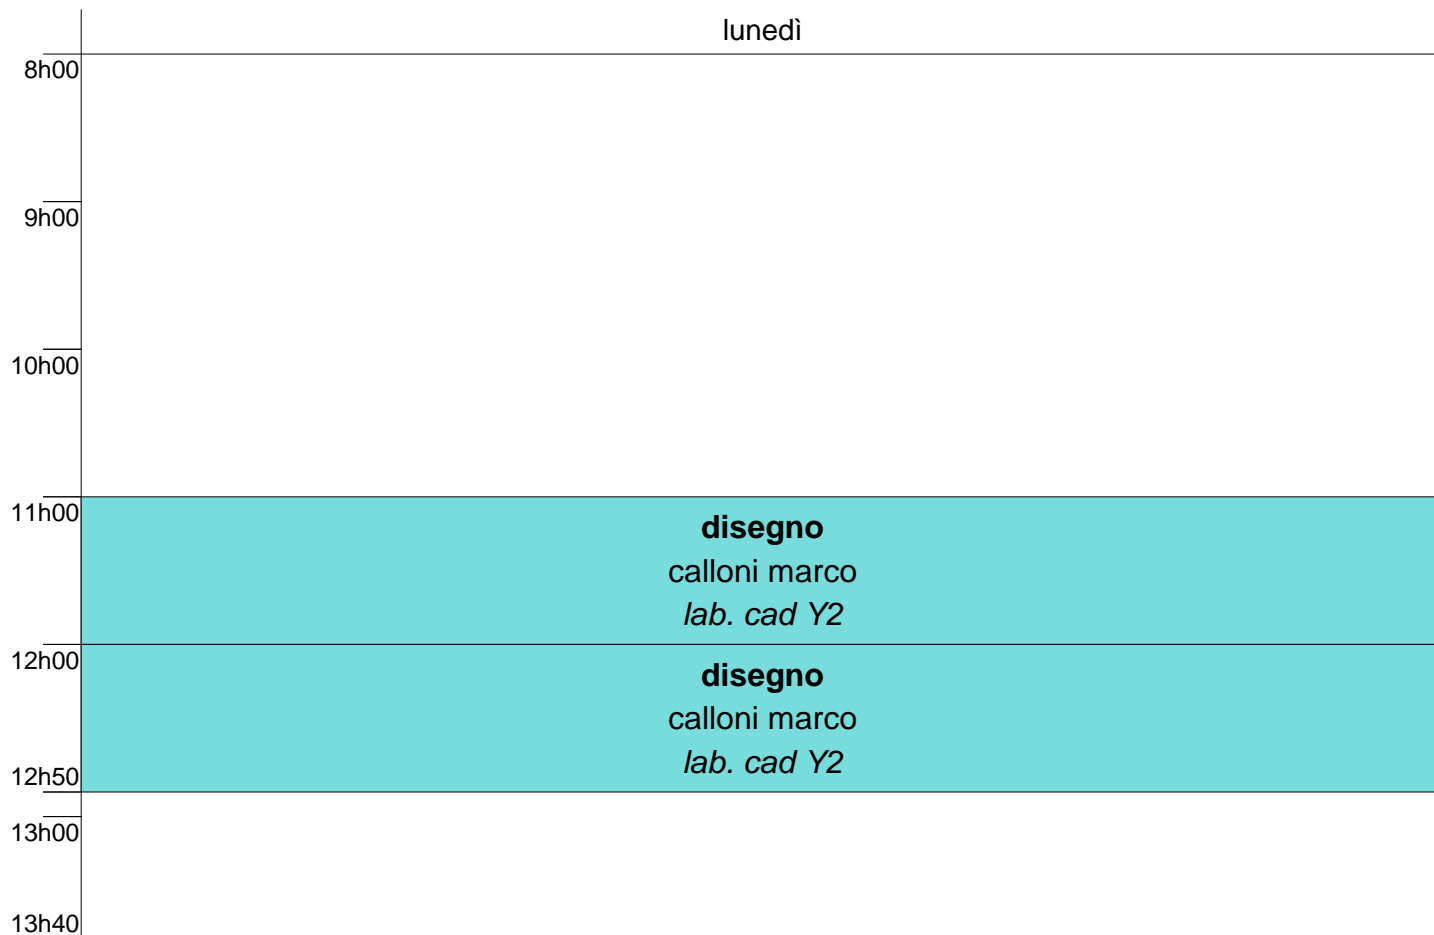 lunedì
8h00
9h00
10h00
11h00
disegno
calloni marco
lab. cad Y2
12h00
disegno
calloni marco
lab. cad Y2
12h50
13h00
13h40